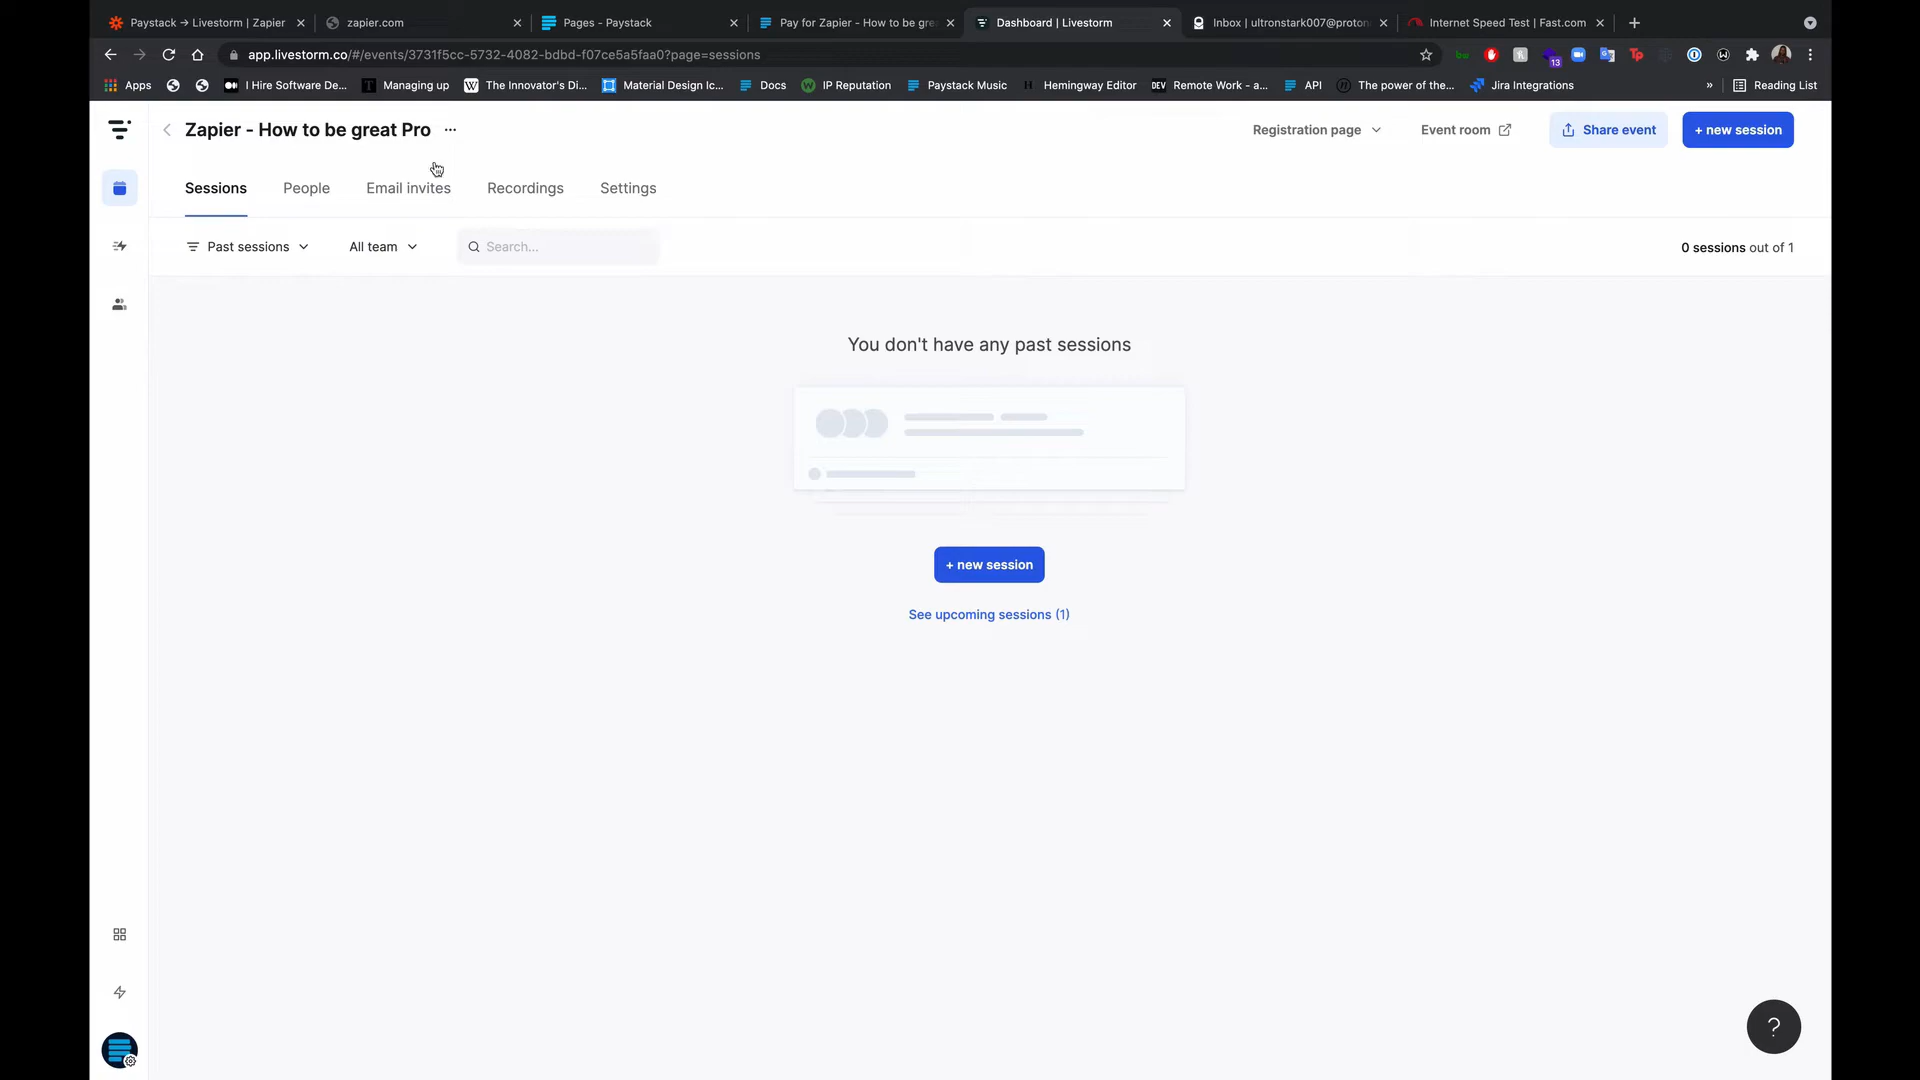 Paystack → Livestorm | Zapier
zapier.com
Pages - Paystack
Pay for Zapier - How to be grea
Dashboard | Livestorm
Inbox | ultronstark007@proton
Internet Speed Test | Fast.com
app.livestorm.co/#/events/3731f5cc-5732-4082-bdbd-f07ce5a5faa0?page=sessions
13
Apps
I Hire Software De...
Managing up
The Innovator's Di...
Material Design Ic...
Docs
IP Reputation
Paystack Music
Hemingway Editor
Remote Work - a...
API
The power of the...
Jira Integrations
»
Reading List
Zapier - How to be great Pro ...
Registration page
Event room
Share event
+ new session
Sessions
People
Email invites
Recordings
Settings
Past sessions
All team
Search...
0 sessions out of 1
You don't have any past sessions
+ new session
See upcoming sessions (1)
?